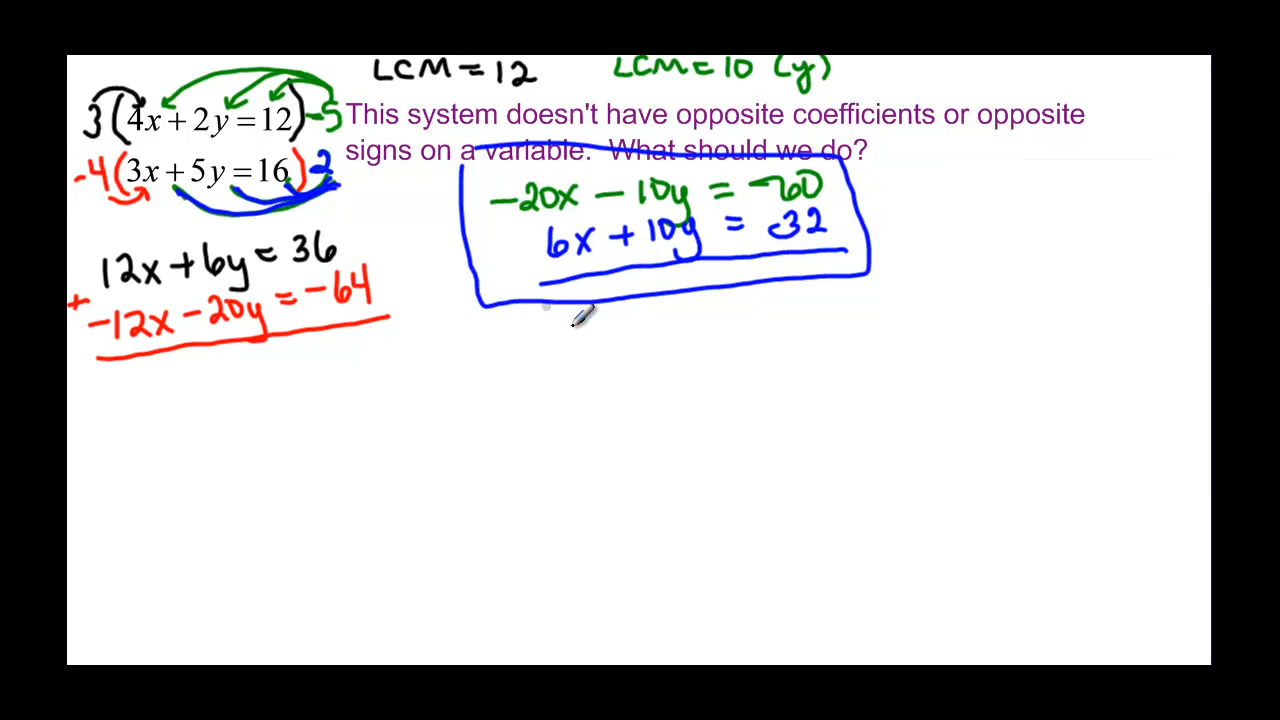 LCM = 12 LCM = 10 (y)
3(4x + 2y = 12) -5
This system doesn't have opposite coefficients or opposite
signs on a variable. What should we do?
-4(3x + 5y = 16)2
-20x - 10y = -60
6x + 10y = 32
12x + 6y = 36
+ -12x - 20y = -64